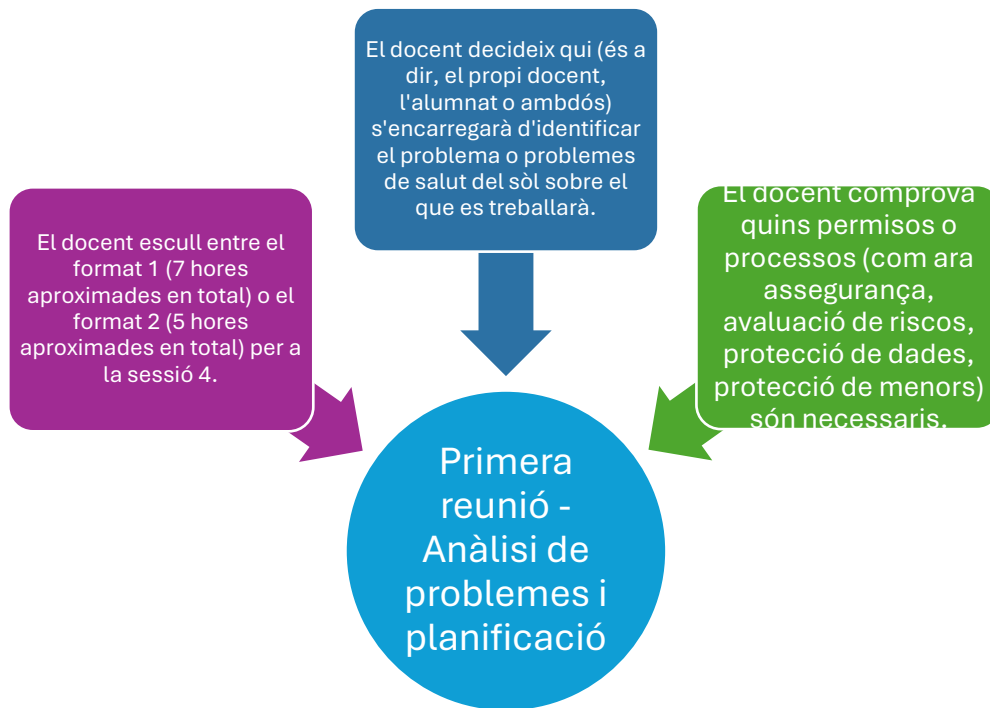 El docent decideix qui (és a
dir, el propi docent,
l'alumnat o ambdós)
s'encarregarà d'identificar
el problema o problemes
de salut del sòl sobre el
que es treballarà.
El docent escull entre el
format 1 (7 hores
aproximades en total) o el
format 2 (5 hores
aproximades en total) per a
la sessió 4.
El docent comprova
quins permisos o
processos (com ara
assegurança,
avaluació de riscos,
protecció de dades,
protecció de menors)
són necessaris.
Primera
reunió -
Anàlisi de
problemes i
planificació